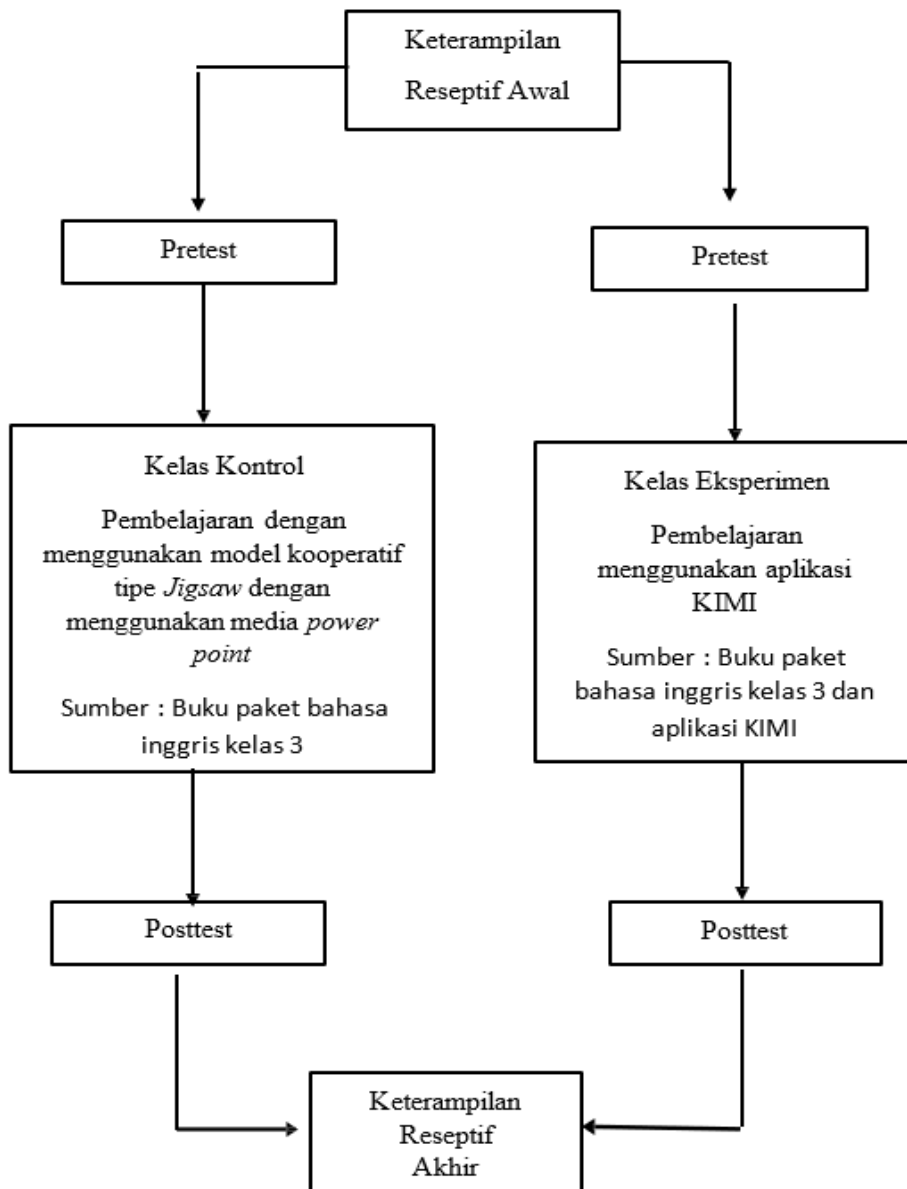 Keterampilan
Reseptif Awal
Pretest
Pretest
Kelas Kontrol
Pembelajaran dengan
menggunakan model kooperatif
tipe Jigsaw dengan
menggunakan media power
point
Sumber : Buku paket bahasa
inggris kelas 3
Kelas Eksperimen
Pembelajaran
menggunakan aplikasi
KIMI
Sumber : Buku paket
bahasa inggris kelas 3 dan
aplikasi KIMI
Posttest
Posttest
Keterampilan
Reseptif
Akhir